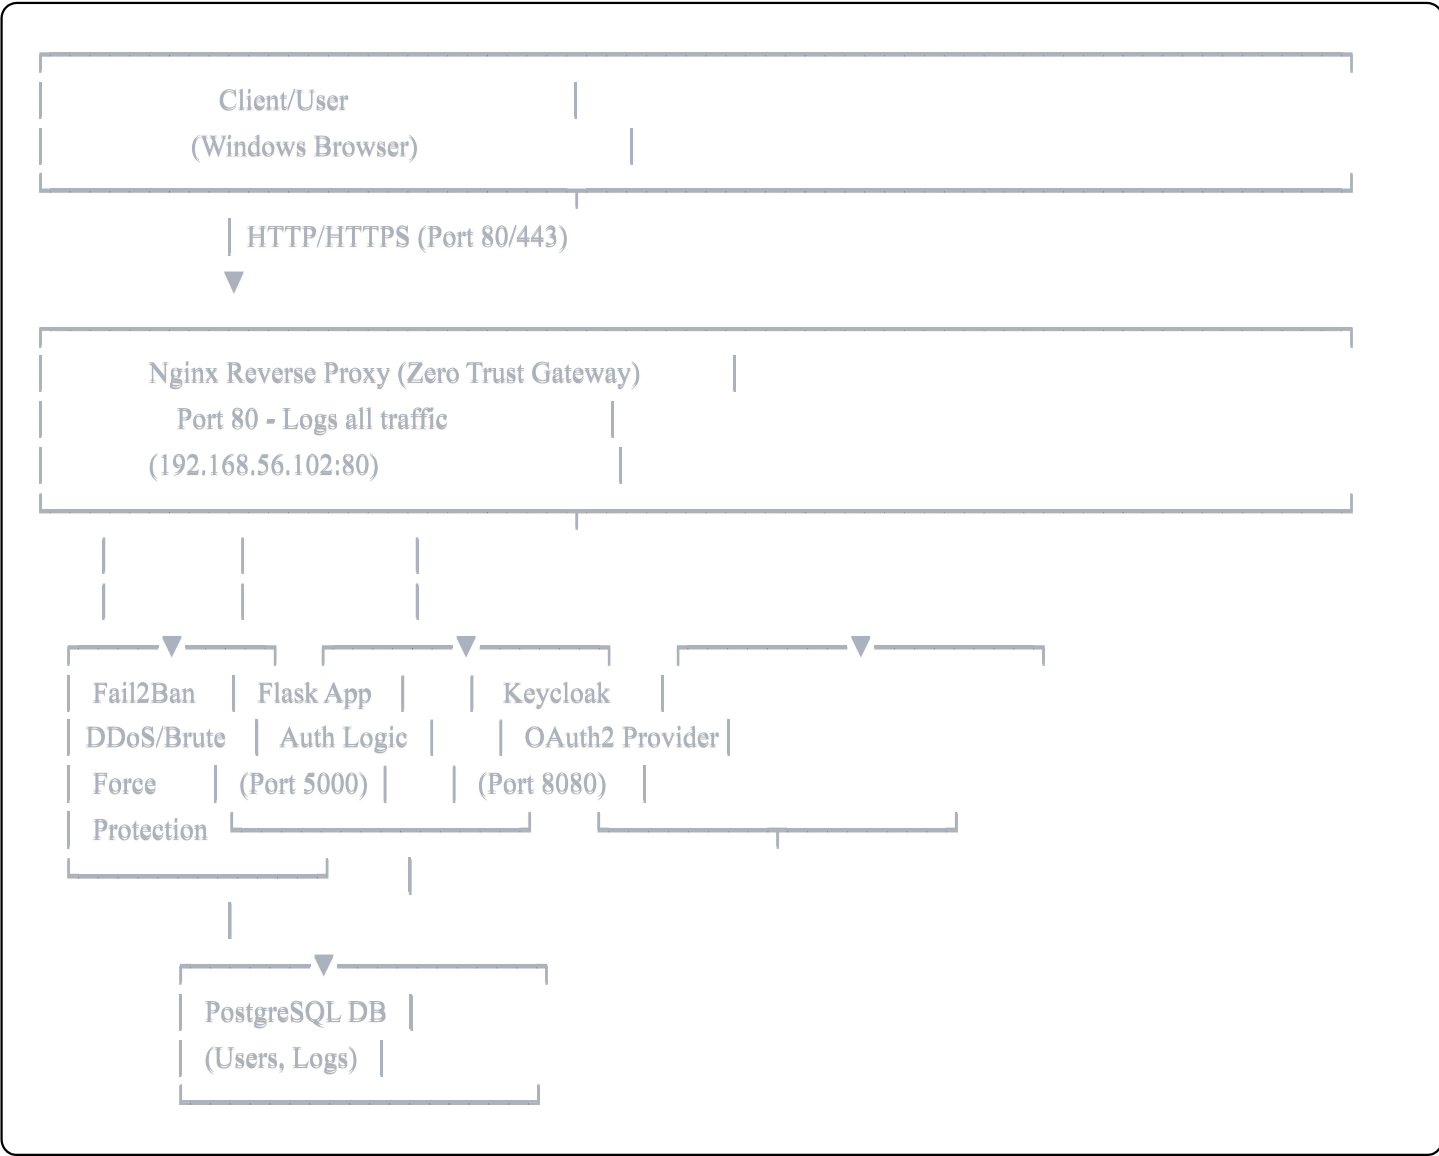 Client/User
(Windows Browser)
HTTP/HTTPS (Port 80/443)
Nginx Reverse Proxy (Zero Trust Gateway)
Port 80 - Logs all traffic
(192.168.56.102:80)
Fail2Ban Flask App Keycloak
DDoS/Brute Auth Logic OAuth2 Provider
Force (Port 5000) (Port 8080)
Protection
PostgreSQL DB
(Users, Logs)